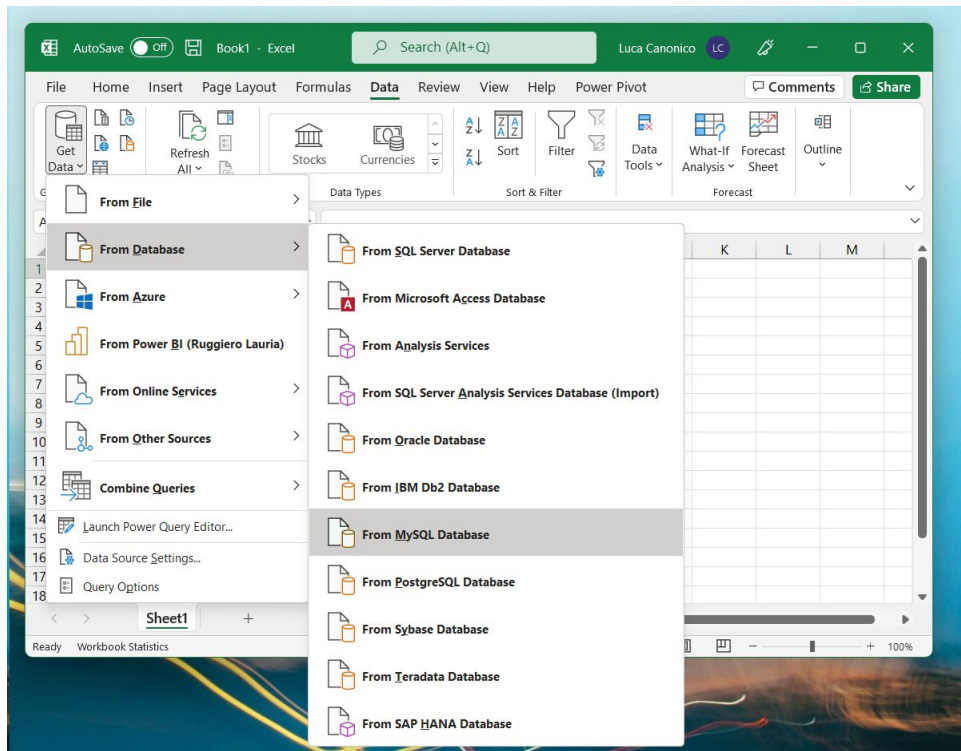 AutoSave Off Book1 - Excel Search (Alt+Q) Luca Canonico LC
File Home Insert Page Layout Formulas Data Review View Help Power Pivot Comments Share
Get Data
Refresh All
Stocks Currencies
Sort
Filter
Data Tools
What-If Analysis
Forecast Sheet
Outline
Data Types Sort & Filter Forecast
From File
From Database
From Azure
From Power BI (Ruggiero Lauria)
From Online Services
From Other Sources
Combine Queries
Launch Power Query Editor...
Data Source Settings...
Query Options
From SQL Server Database
From Microsoft Access Database
From Analysis Services
From SQL Server Analysis Services Database (Import)
From Oracle Database
From IBM Db2 Database
From MySQL Database
From PostgreSQL Database
From Sybase Database
From Teradata Database
From SAP HANA Database
K L M
1
2
3
4
5
6
7
8
9
10
11
12
13
14
15
16
17
18
Sheet1
Ready Workbook Statistics 100%